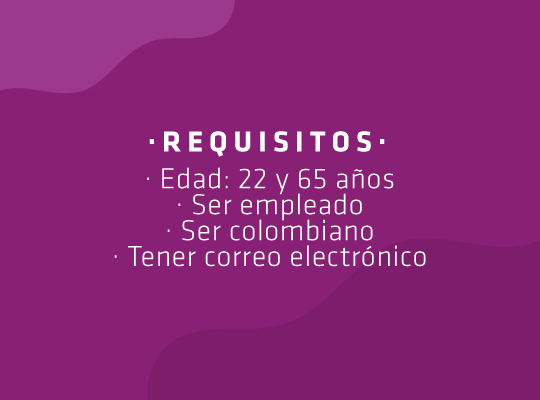 ·REQUISITOS·
· Edad: 22 y 65 años
· Ser empleado
· Ser colombiano
· Tener correo electrónico